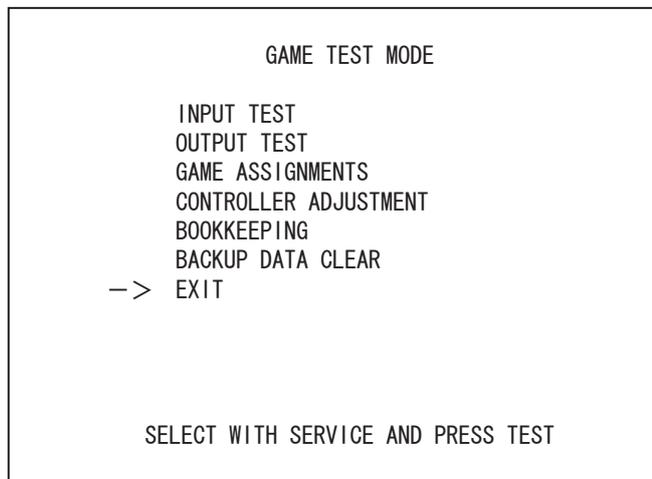 GAME TEST MODE
INPUT TEST
OUTPUT TEST
GAME ASSIGNMENTS
CONTROLLER ADJUSTMENT
BOOKKEEPING
BACKUP DATA CLEAR
-> EXIT
SELECT WITH SERVICE AND PRESS TEST